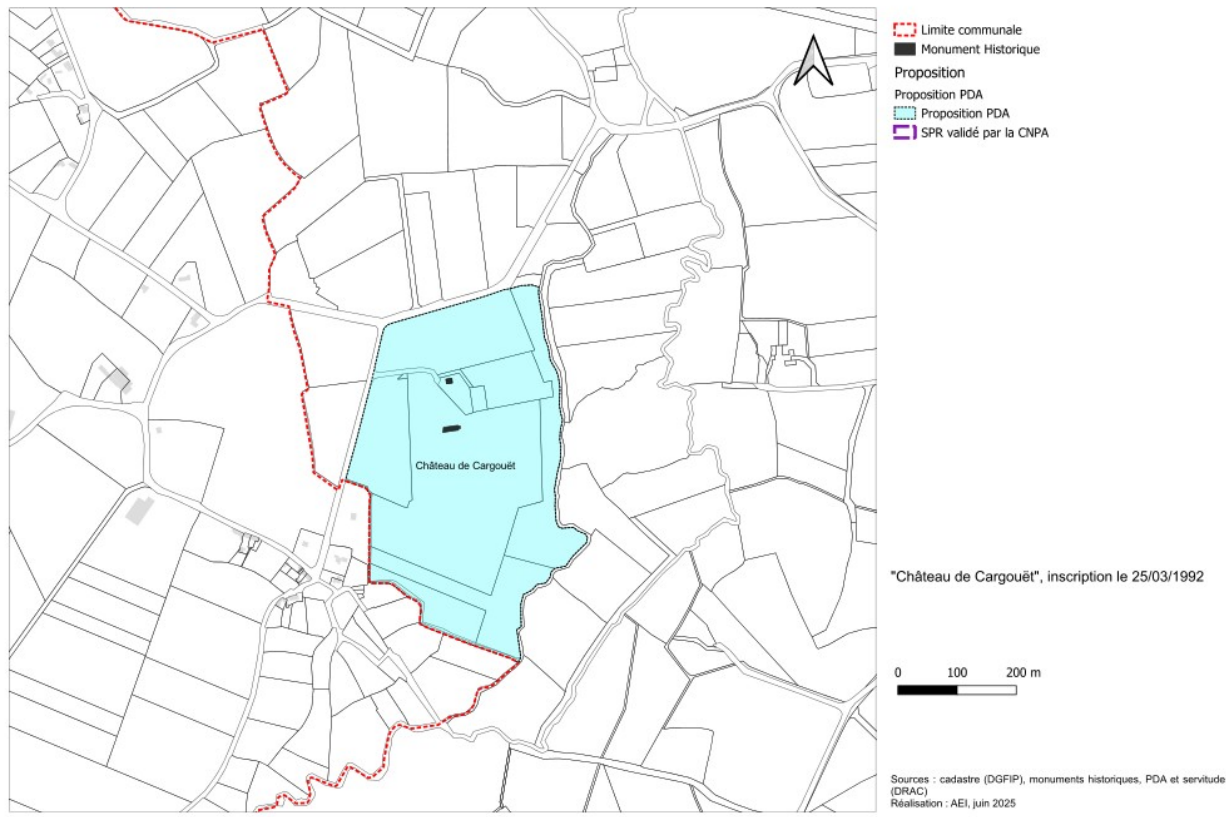 Limite communale
Monument Historique
Proposition
Proposition PDA
Proposition PDA
SPR validé par la CNPA
Château de Cargouët
"Château de Cargouët", inscription le 25/03/1992
0 100 200 m
Sources : cadastre (DGFIP), monuments historiques, PDA et servitude
(DRAC)
Réalisation : AEI, juin 2025